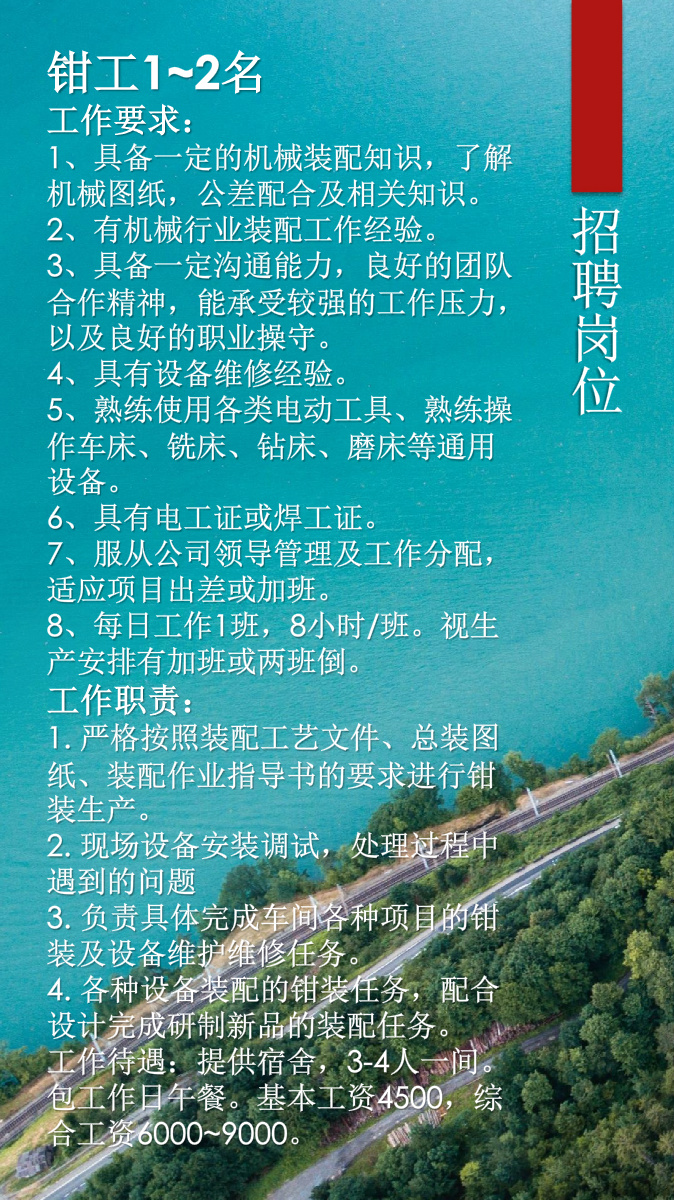 钳工1~2名
工作要求：
1、具备一定的机械装配知识，了解
机械图纸，公差配合及相关知识。
2、有机械行业装配工作经验。
3、具备一定沟通能力，良好的团队
合作精神，能承受较强的工作压力，
以及良好的职业操守。
4、具有设备维修经验。
5、熟练使用各类电动工具、熟练操
作车床、铣床、钻床、磨床等通用
设备。
6、具有电工证或焊工证。
7、服从公司领导管理及工作分配，
适应项目出差或加班。
8、每日工作1班，8小时/班。视生
产安排有加班或两班倒。
工作职责：
1. 严格按照装配工艺文件、总装图
纸、装配作业指导书的要求进行钳
装生产。
2. 现场设备安装调试，处理过程中
遇到的问题
3. 负责具体完成车间各种项目的钳
装及设备维护维修任务。
4. 各种设备装配的钳装任务，配合
设计完成研制新品的装配任务。
工作待遇：提供宿舍，3-4人一间。
包工作日午餐。基本工资4500，综
合工资6000~9000。
招聘岗位